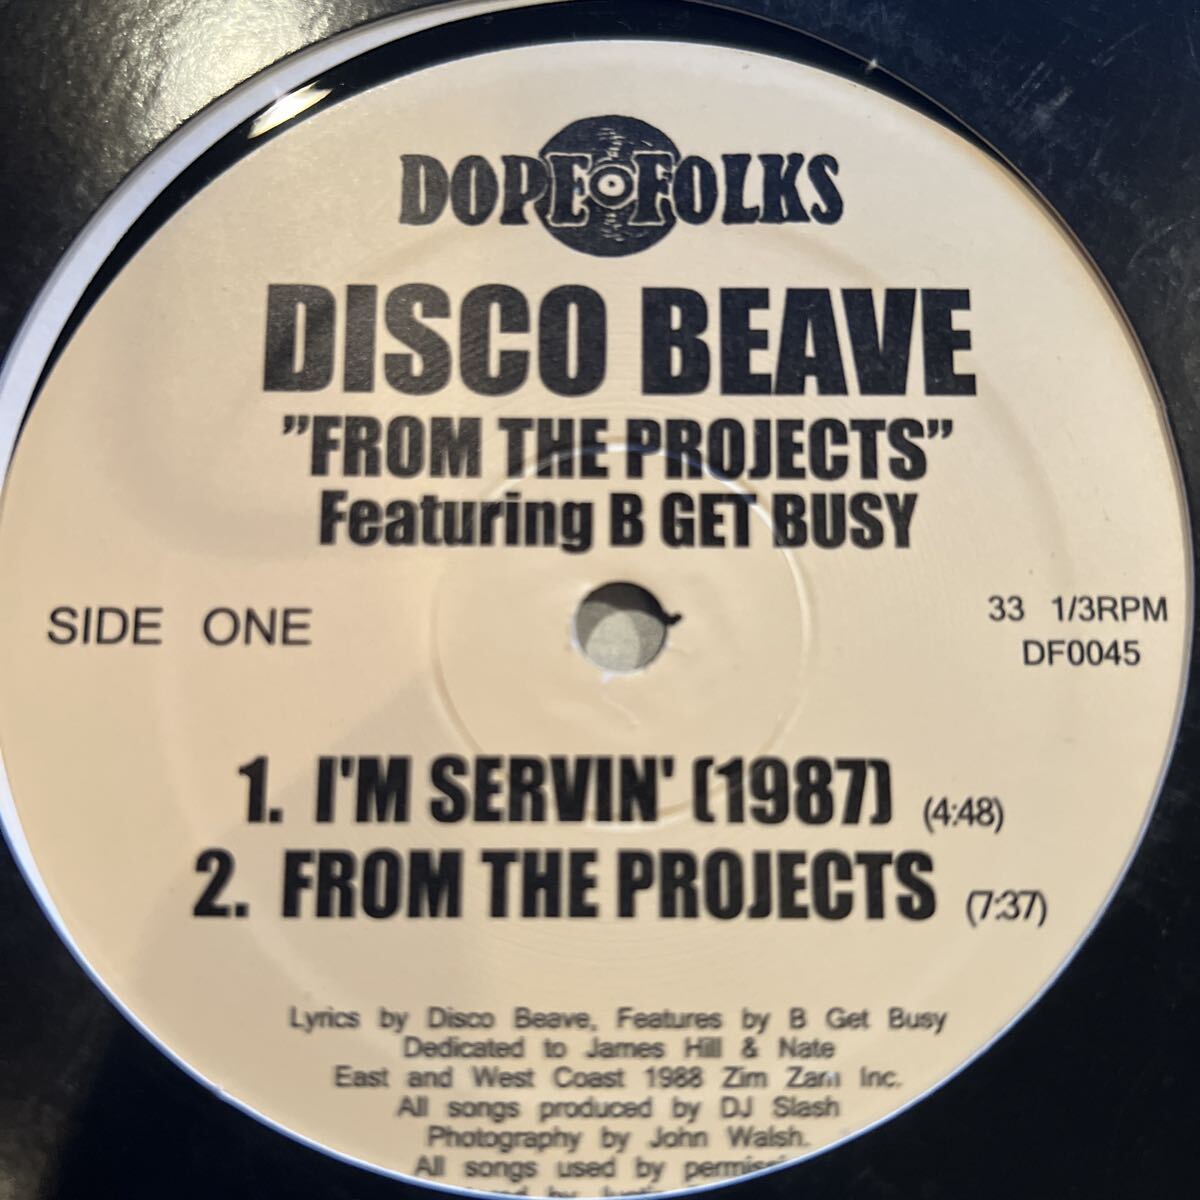 DOPE FOLKS
DISCO BEAVE
"FROM THE PROJECTS"
Featuring B GET BUSY
SIDE ONE
33 1/3RPM
DF0045
1. I'M SERVIN' (1987) (4:48)
2. FROM THE PROJECTS (7:37)
Lyrics by Disco Beave, Features by B Get Busy
Dedicated to James Hill & Nate
East and West Coast 1988 Zim Zam Inc.
All songs produced by DJ Slash
Photography by John Walsh.
All songs used by
by